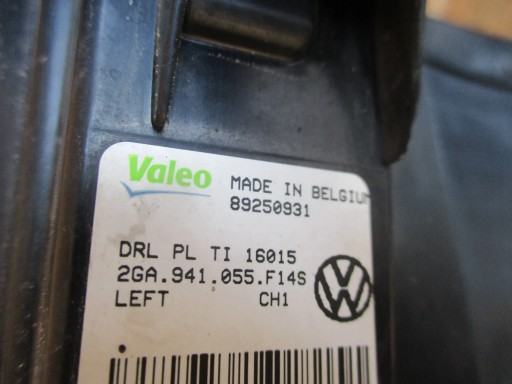 Valeo MADE IN BELGIUM
89250931
DRL PL TI 16015
2GA.941.055.F14S
LEFT CH1